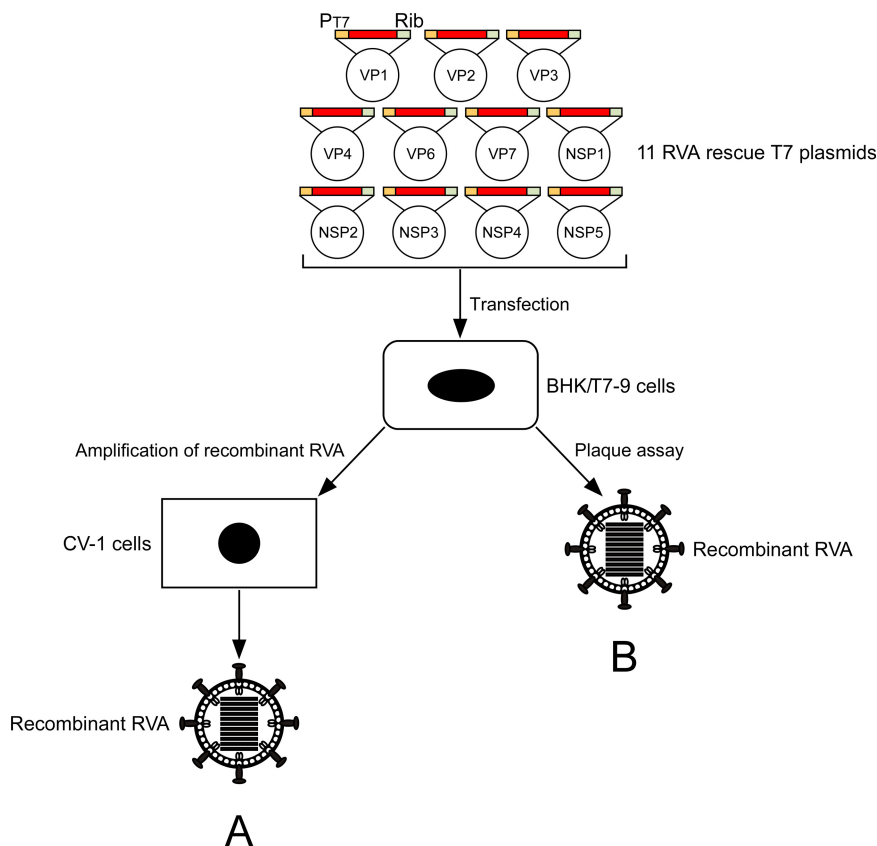 PT7 Rib
VP1 VP2 VP3
VP4 VP6 VP7 NSP1
11 RVA rescue T7 plasmids
NSP2 NSP3 NSP4 NSP5
Transfection
BHK/T7-9 cells
Amplification of recombinant RVA
Plaque assay
CV-1 cells
Recombinant RVA
B
Recombinant RVA
A